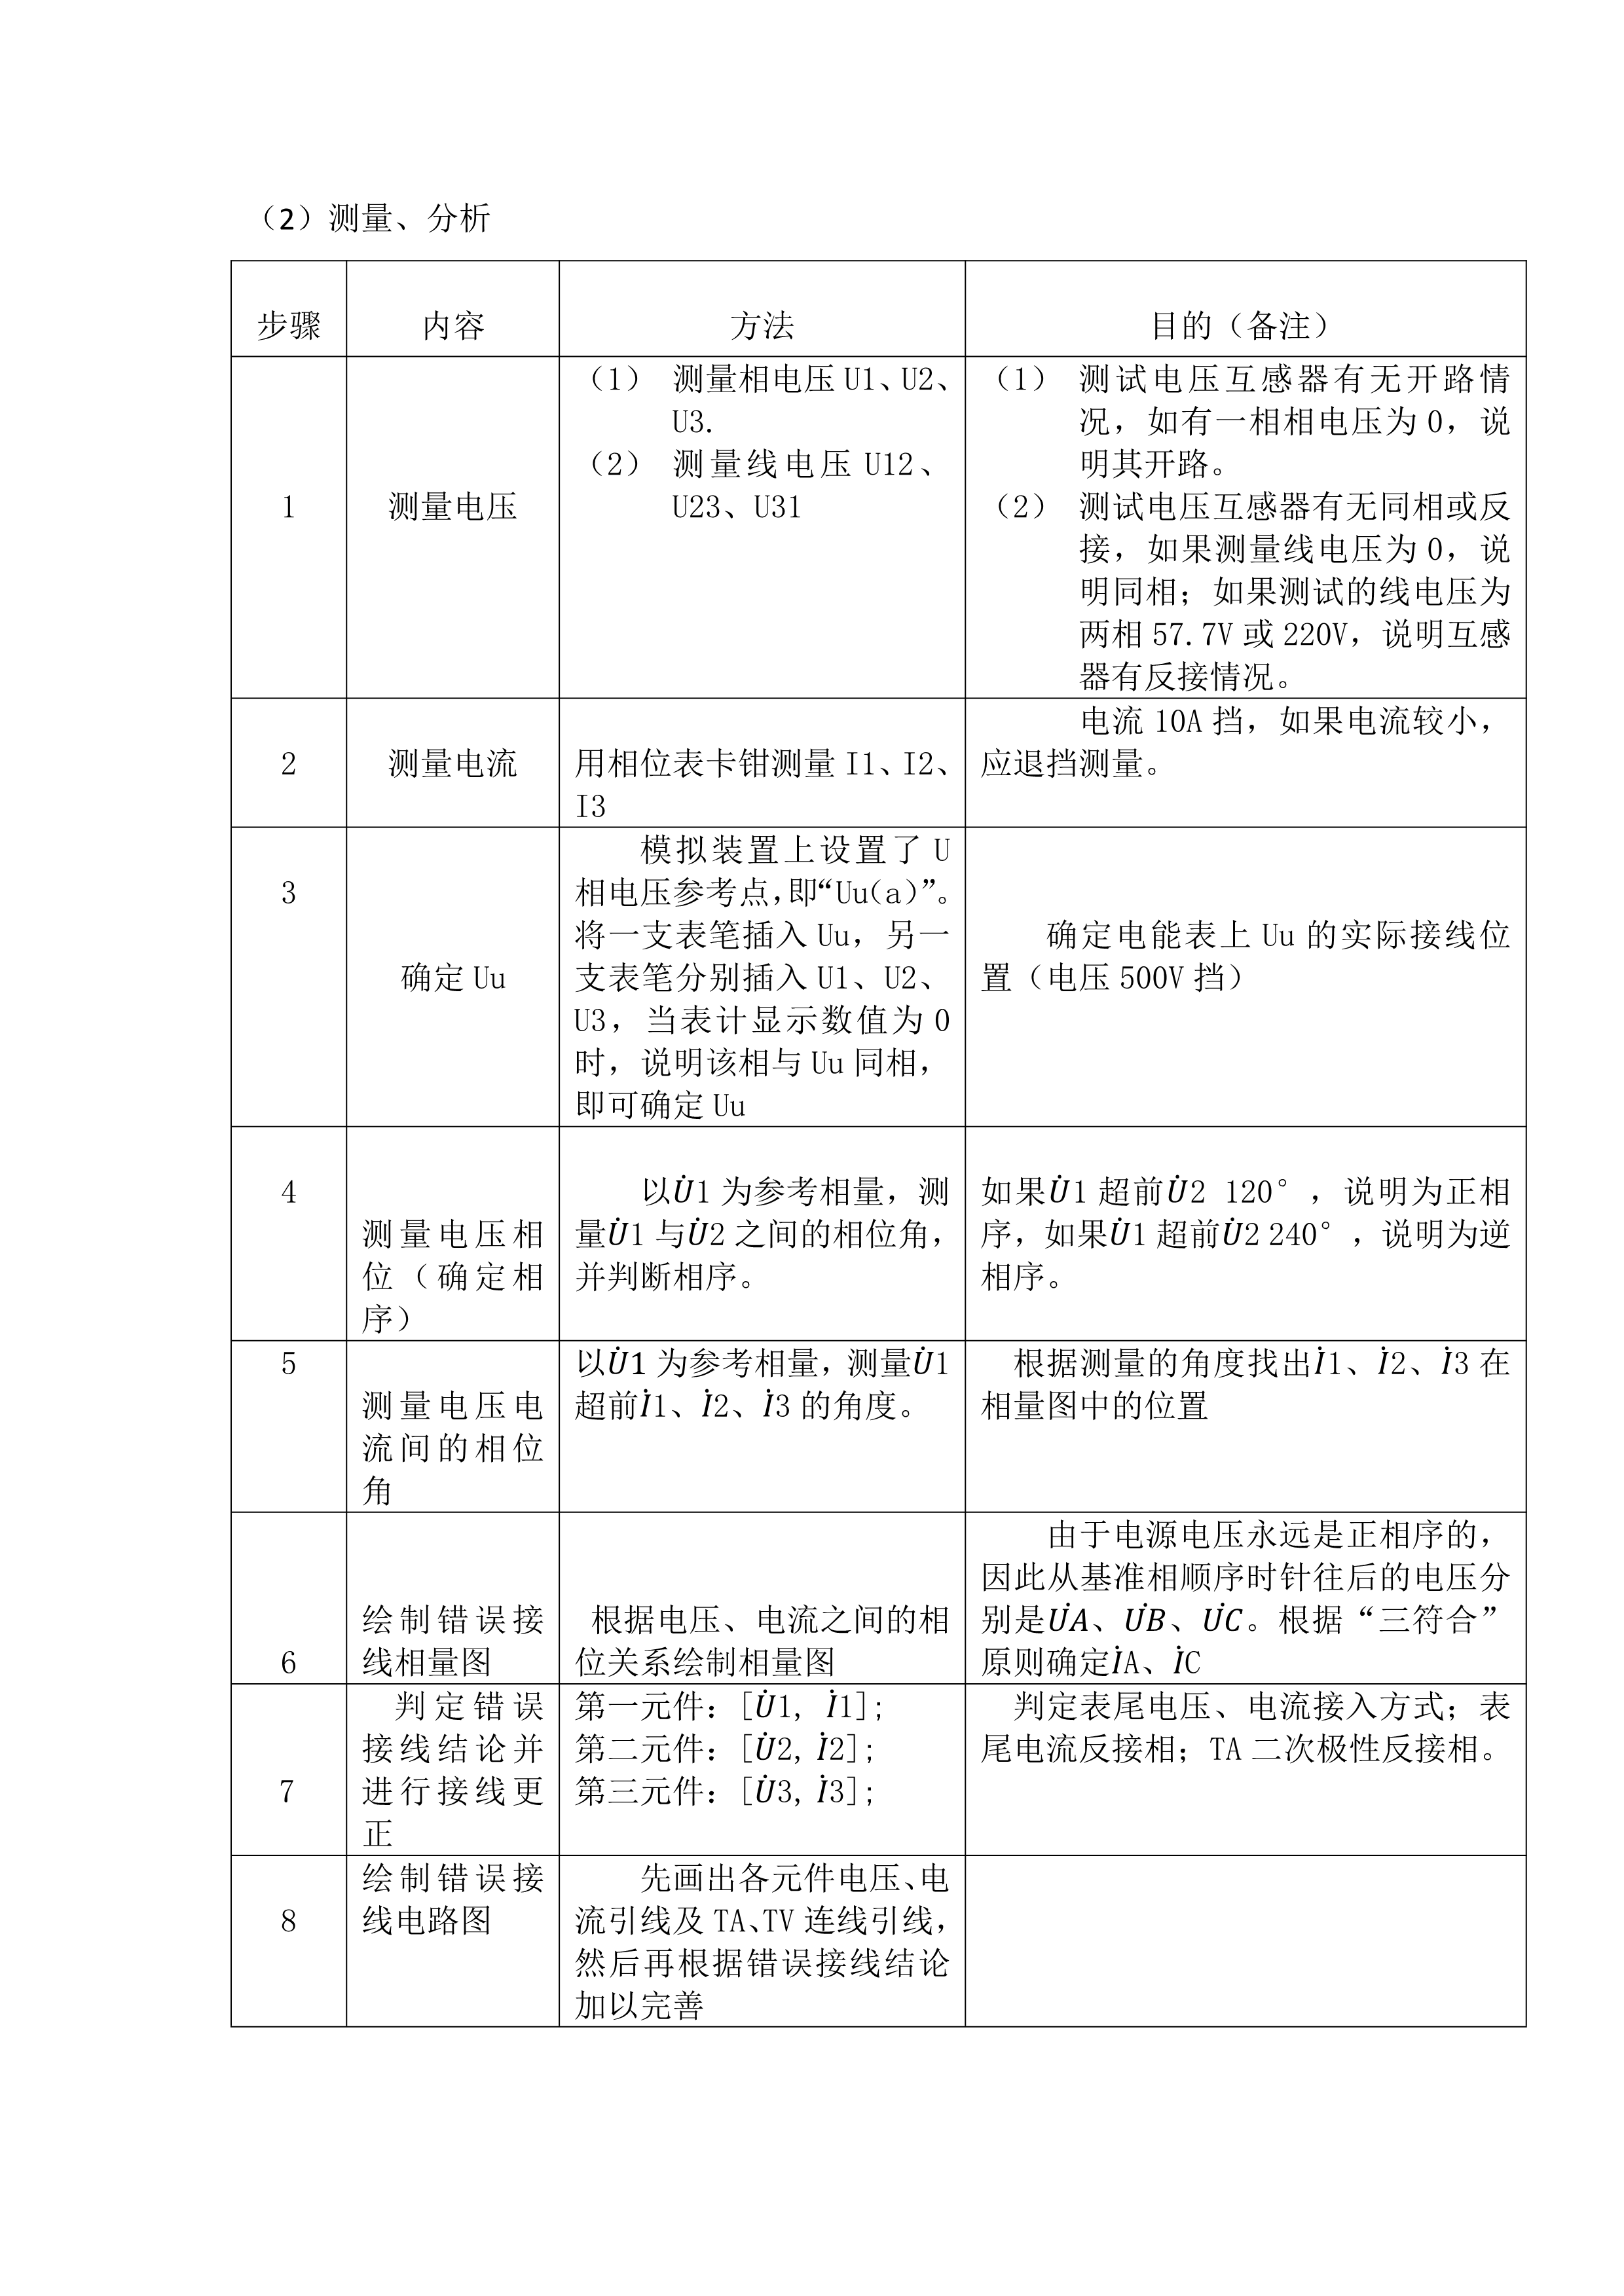 （2）测量、分析
步骤
内容
方法
目的（备注）
1
测量电压
（1） 测量相电压 U1、U2、
U3.
（2） 测量线电压 U12、
U23、U31
（1） 测试电压互感器有无开路情
况，如有一相相电压为 0，说
明其开路。
（2） 测试电压互感器有无同相或反
接，如果测量线电压为 0，说
明同相；如果测试的线电压为
两相 57.7V 或 220V，说明互感
器有反接情况。
2
测量电流
用相位表卡钳测量 I1、I2、
I3
电流 10A 挡，如果电流较小，
应退挡测量。
3
确定 Uu
模拟装置上设置了 U
相电压参考点，即“Uu(a)”。
将一支表笔插入 Uu，另一
支表笔分别插入 U1、U2、
U3，当表计显示数值为 0
时，说明该相与 Uu 同相，
即可确定 Uu
确定电能表上 Uu 的实际接线位
置（电压 500V 挡）
4
测量电压相
位（确定相
序）
以U̇1 为参考相量，测
量U̇1 与U̇2 之间的相位角，
并判断相序。
如果U̇1 超前U̇2 120°，说明为正相
序，如果U̇1 超前U̇2 240°，说明为逆
相序。
5
测量电压电
流间的相位
角
以U̇1 为参考相量，测量U̇1
超前İ1、İ2、İ3 的角度。
根据测量的角度找出İ1、İ2、İ3 在
相量图中的位置
6
绘制错误接
线相量图
根据电压、电流之间的相
位关系绘制相量图
由于电源电压永远是正相序的，
因此从基准相顺序时针往后的电压分
别是U̇A、U̇B、U̇C。根据“三符合”
原则确定İA、İC
7
判定错误
接线结论并
进行接线更
正
第一元件：[U̇1, İ1];
第二元件：[U̇2, İ2];
第三元件：[U̇3, İ3];
判定表尾电压、电流接入方式；表
尾电流反接相；TA 二次极性反接相。
8
绘制错误接
线电路图
先画出各元件电压、电
流引线及 TA、TV 连线引线，
然后再根据错误接线结论
加以完善